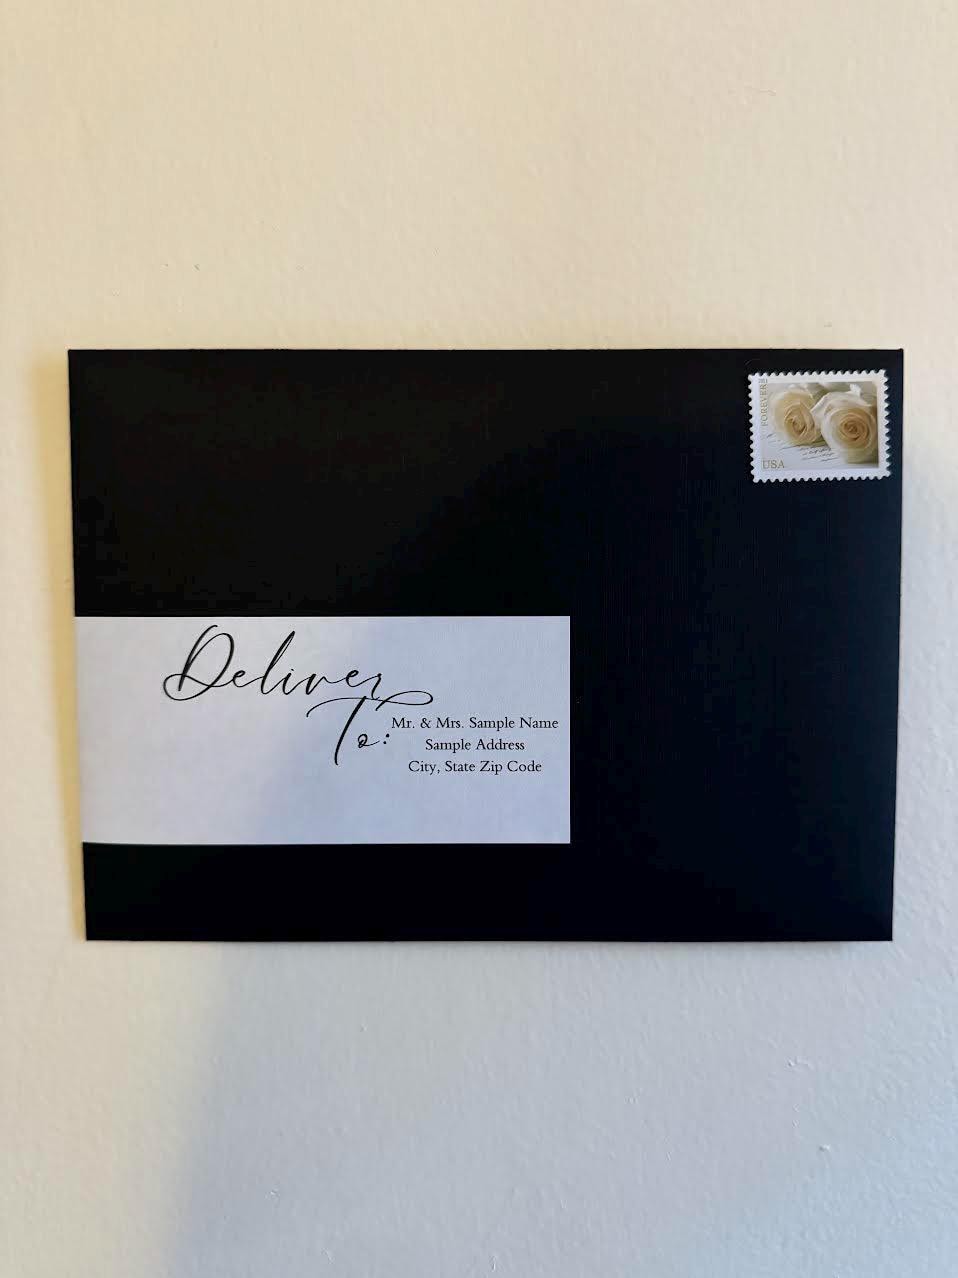 FOREVER
USA
Deliver
To:
Mr. & Mrs. Sample Name
Sample Address
City, State Zip Code